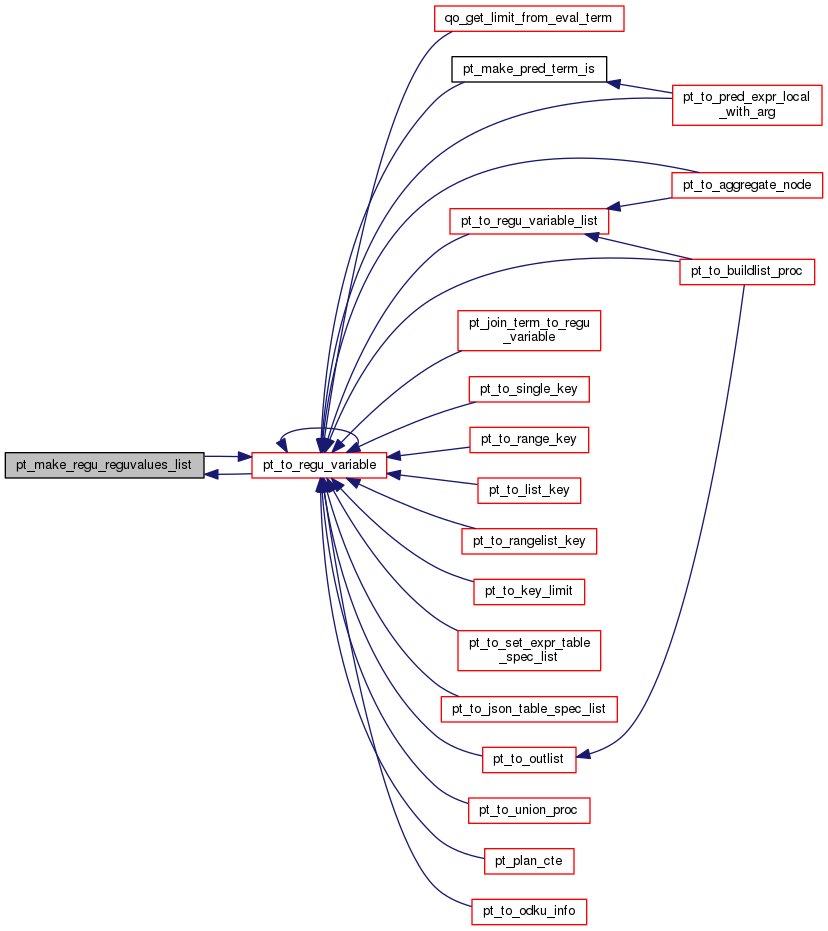 qo_get_limit_from_eval_term
pt_make_pred_term_is
pt_to_pred_expr_local
_with_arg
pt_to_aggregate_node
pt_to_regu_variable_list
pt_to_buildlist_proc
pt_join_term_to_regu
_variable
pt_to_single_key
pt_to_range_key
pt_make_regu_reguvalues_list
pt_to_regu_variable
pt_to_list_key
pt_to_rangelist_key
pt_to_key_limit
pt_to_set_expr_table
_spec_list
pt_to_json_table_spec_list
pt_to_outlist
pt_to_union_proc
pt_plan_cte
pt_to_odku_info